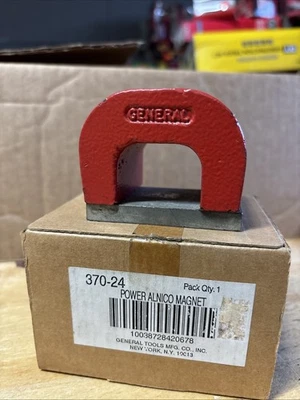 GENERAL
370-24
Pack Qty. 1
POWER ALNICO MAGNET
10038728420678
GENERAL TOOLS MFG. CO., INC.
NEW YORK, N.Y. 10013